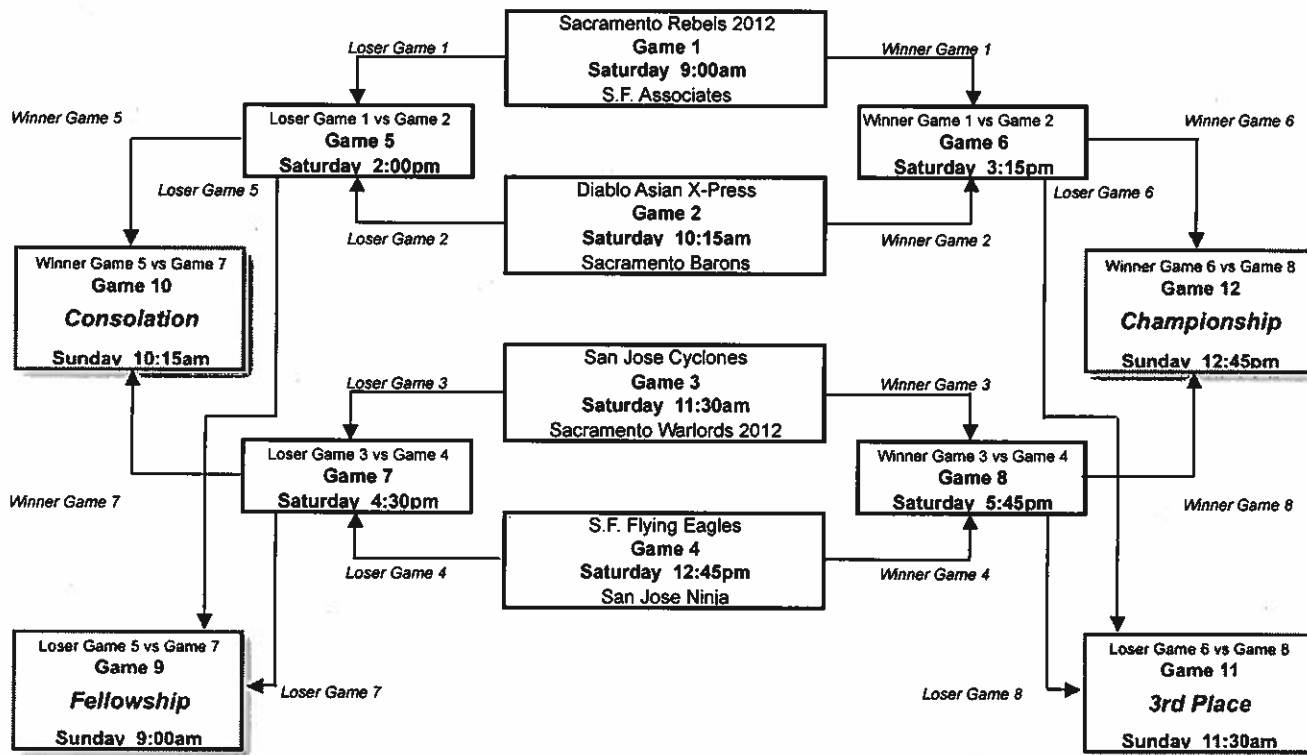 Sacramento Rebels 2012
Game 1
Saturday 9:00am
S.F. Associates
Loser Game 1
Winner Game 1
Winner Game 5
Loser Game 1 vs Game 2
Game 5
Saturday 2:00pm
Winner Game 1 vs Game 2
Game 6
Saturday 3:15pm
Winner Game 6
Loser Game 5
Diablo Asian X-Press
Game 2
Saturday 10:15am
Sacramento Barons
Loser Game 6
Loser Game 2
Winner Game 2
Winner Game 5 vs Game 7
Game 10
Consolation
Sunday 10:15am
Winner Game 6 vs Game 8
Game 12
Championship
Sunday 12:45pm
San Jose Cyclones
Game 3
Saturday 11:30am
Sacramento Warlords 2012
Loser Game 3
Winner Game 3
Loser Game 3 vs Game 4
Game 7
Saturday 4:30pm
Winner Game 3 vs Game 4
Game 8
Saturday 5:45pm
Winner Game 7
Winner Game 8
S.F. Flying Eagles
Game 4
Saturday 12:45pm
San Jose Ninja
Loser Game 4
Winner Game 4
Loser Game 5 vs Game 7
Game 9
Fellowship
Sunday 9:00am
Loser Game 7
Loser Game 8
Loser Game 6 vs Game 8
Game 11
3rd Place
Sunday 11:30am